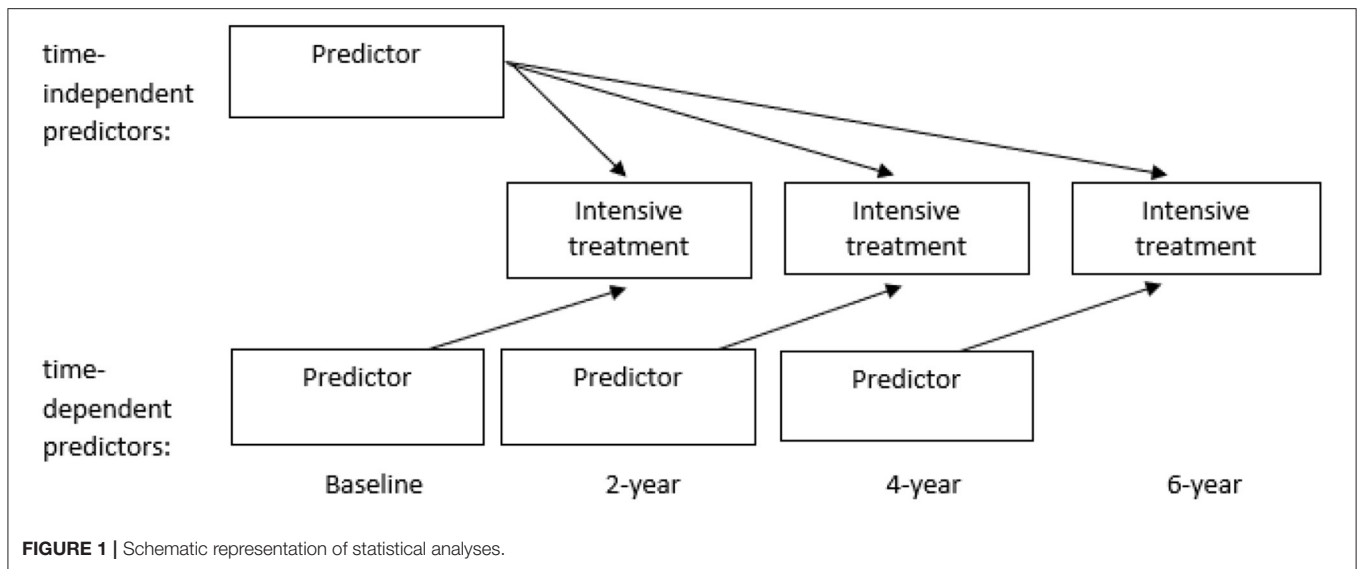 time-
independent
predictors:
Predictor
Intensive
treatment
Intensive
treatment
Intensive
treatment
time-
dependent
predictors:
Predictor
Predictor
Predictor
Baseline
2-year
4-year
6-year
FIGURE 1 | Schematic representation of statistical analyses.